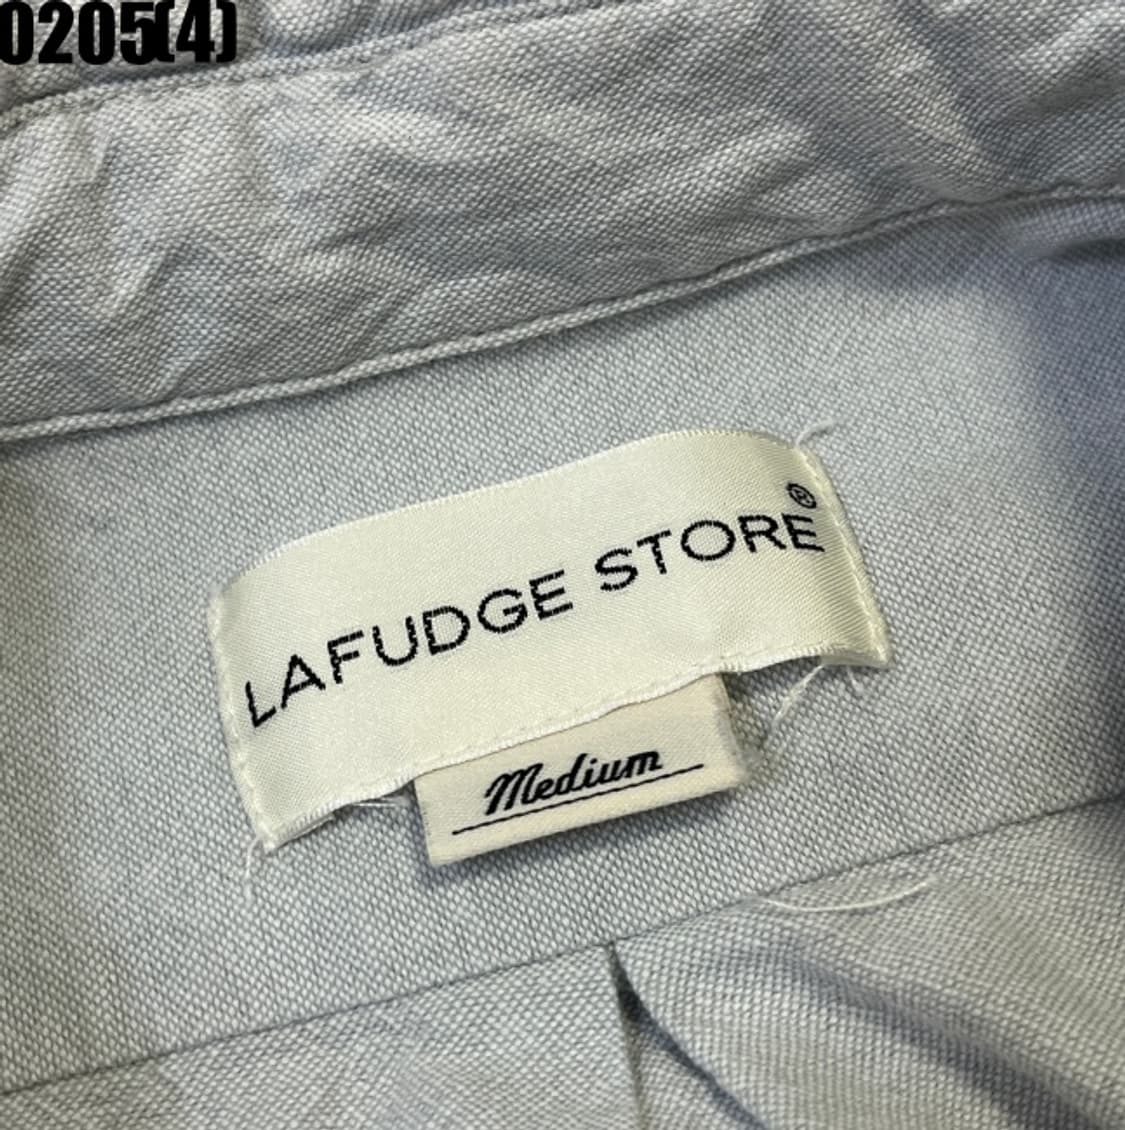 0205(4)
LAFUDGE STORE®
Medium